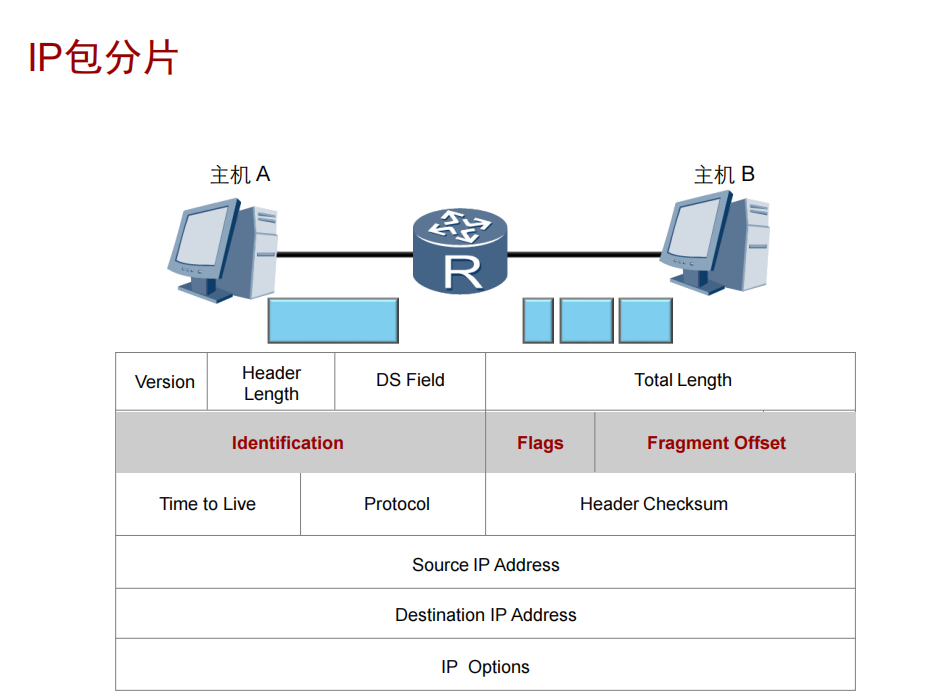 IP包分片
主机 A
主机 B
R
Version
Header
Length
DS Field
Total Length
Identification
Flags
Fragment Offset
Time to Live
Protocol
Header Checksum
Source IP Address
Destination IP Address
IP Options